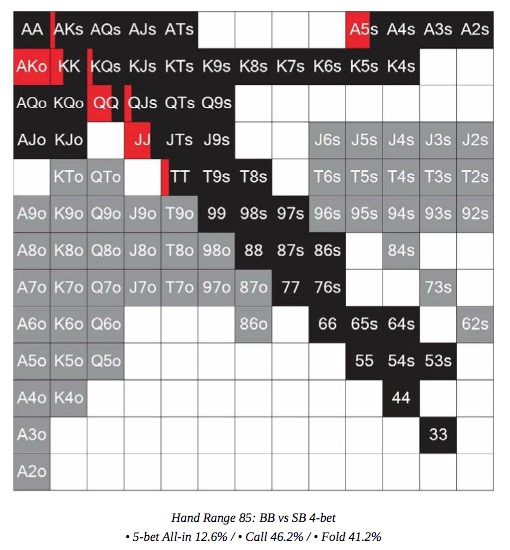 AA AKs AQs AJs ATs A5s A4s A3s A2s
AKo KK KQs KJs KTs K9s K8s K7s K6s K5s K4s
AQo KQo QQ QJs QTs Q9s
AJo KJo JJ JTs J9s J6s J5s J4s J3s J2s
KTo QTo TT T9s T8s T6s T5s T4s T3s T2s
A9o K9o Q9o J9o T9o 99 98s 97s 96s 95s 94s 93s 92s
A8o K8o Q8o J8o T8o 98o 88 87s 86s 84s
A7o K7o Q7o J7o T7o 97o 87o 77 76s 73s
A6o K6o Q6o 86o 66 65s 64s 62s
A5o K5o Q5o 55 54s 53s
A4o K4o 44
A3o 33
A2o
Hand Range 85: BB vs SB 4-bet
• 5-bet All-in 12.6% / • Call 46.2% / • Fold 41.2%